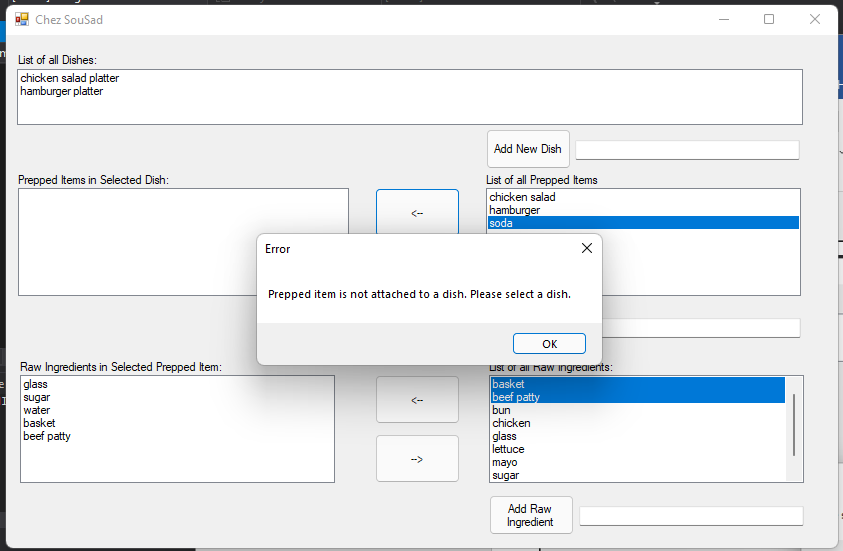 Chez SouSad
List of all Dishes:
chicken salad platter
hamburger platter
Add New Dish
Prepped Items in Selected Dish:
List of all Prepped Items
<--
chicken salad
hamburger
soda
Error
Prepped item is not attached to a dish. Please select a dish.
OK
Raw Ingredients in Selected Prepped Item:
List of all Raw Ingredients:
glass
sugar
water
basket
beef patty
<--
-->
basket
beef patty
bun
chicken
glass
lettuce
mayo
sugar
Add Raw
Ingredient